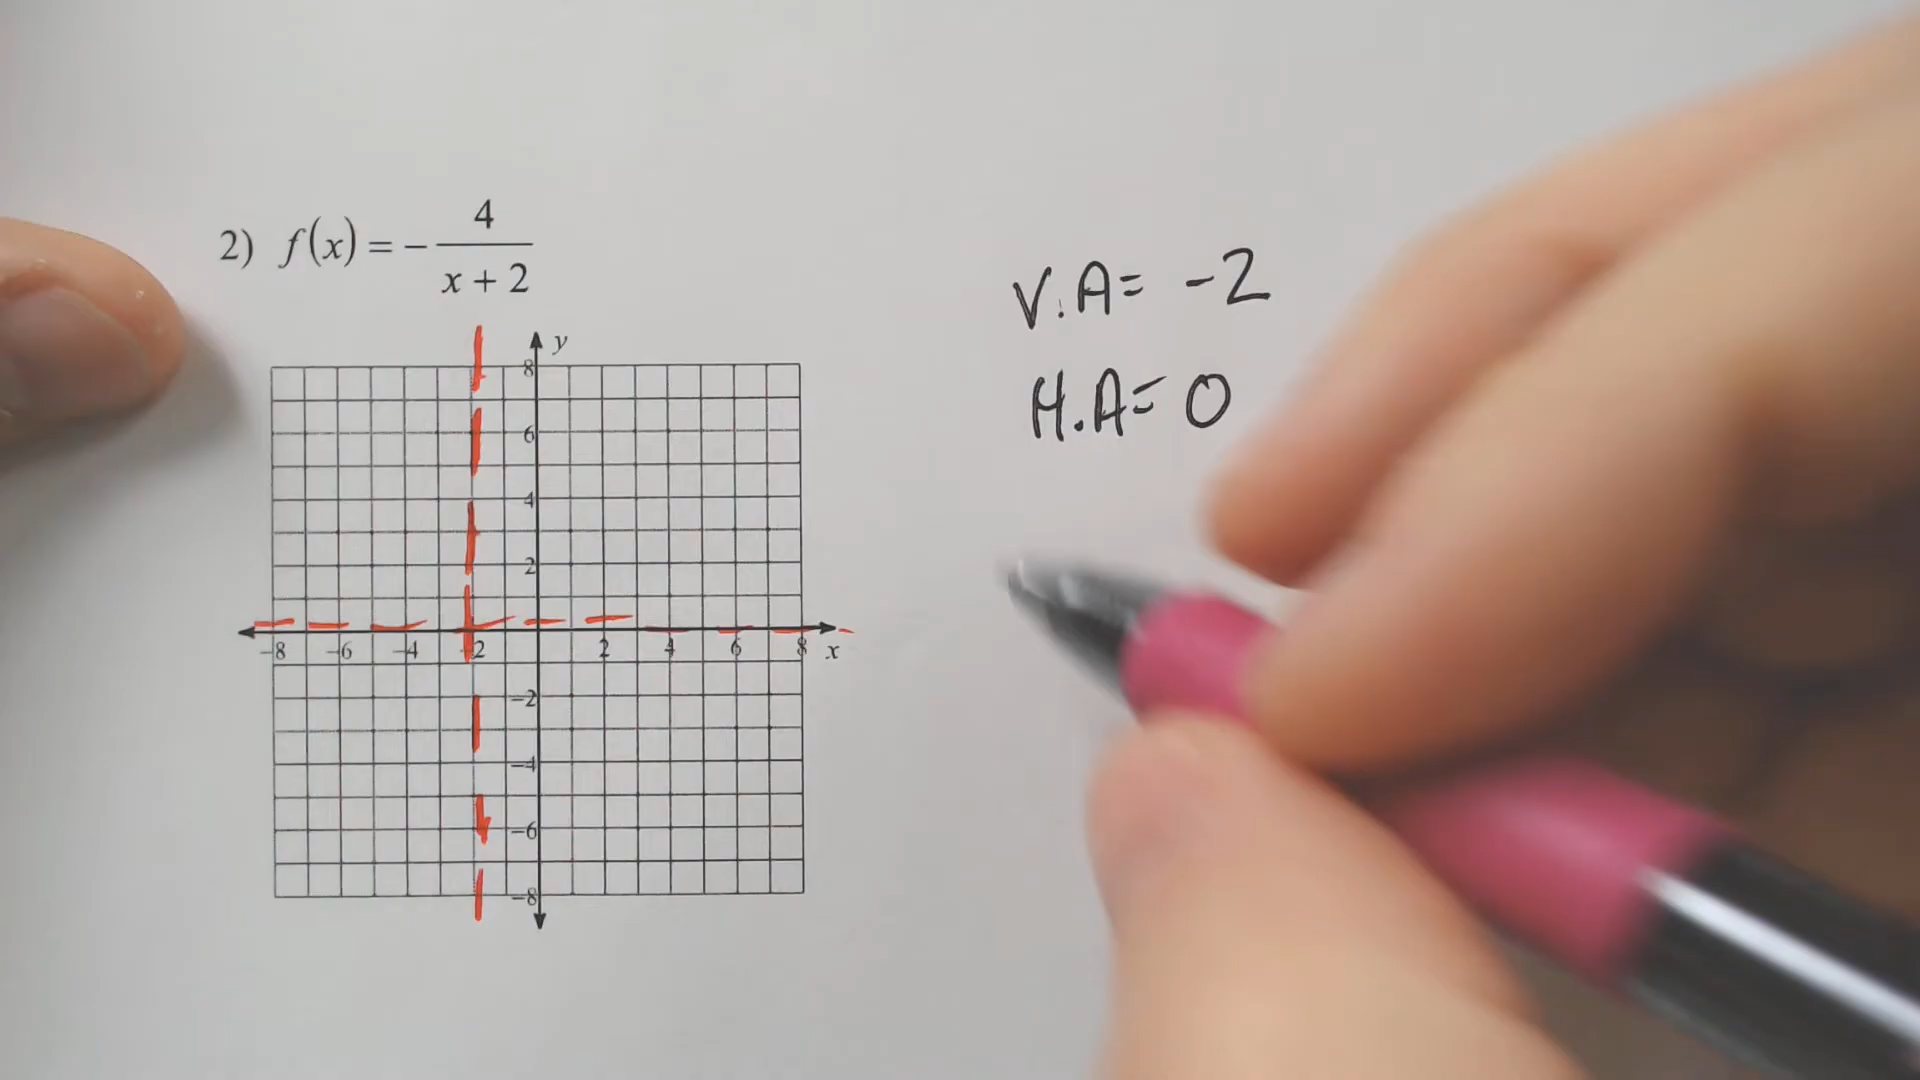 2) f(x) = - 4/(x + 2)
V.A= -2
H.A= 0
y
8
6
4
2
-8 -6 -4 -2 2 4 6 8 x
-2
-4
-6
-8